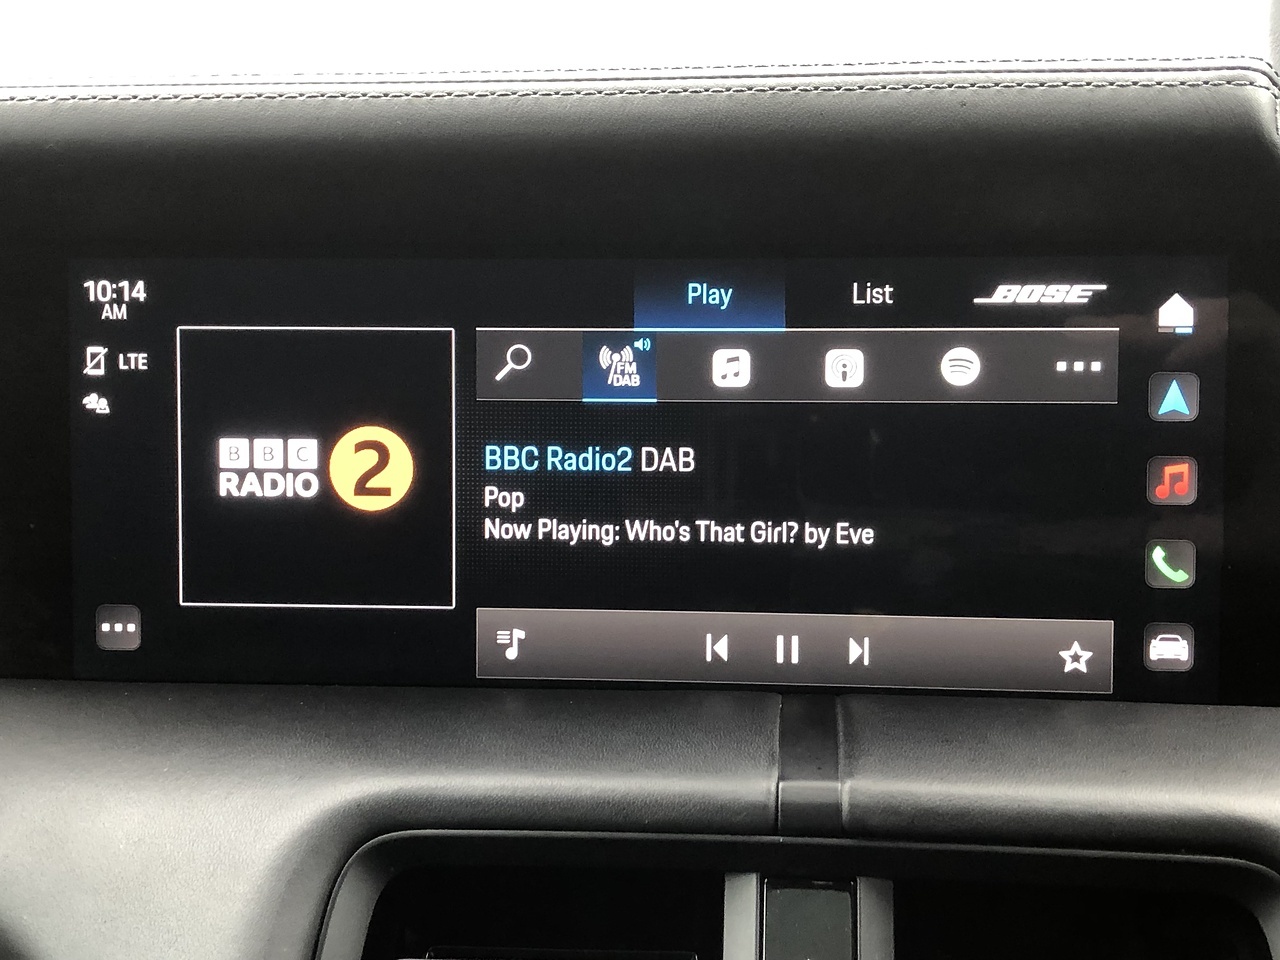 10:14
AM
LTE
Play
List
BOSE
FM
DAB
BBC
RADIO
2
BBC Radio2 DAB
Pop
Now Playing: Who's That Girl? by Eve